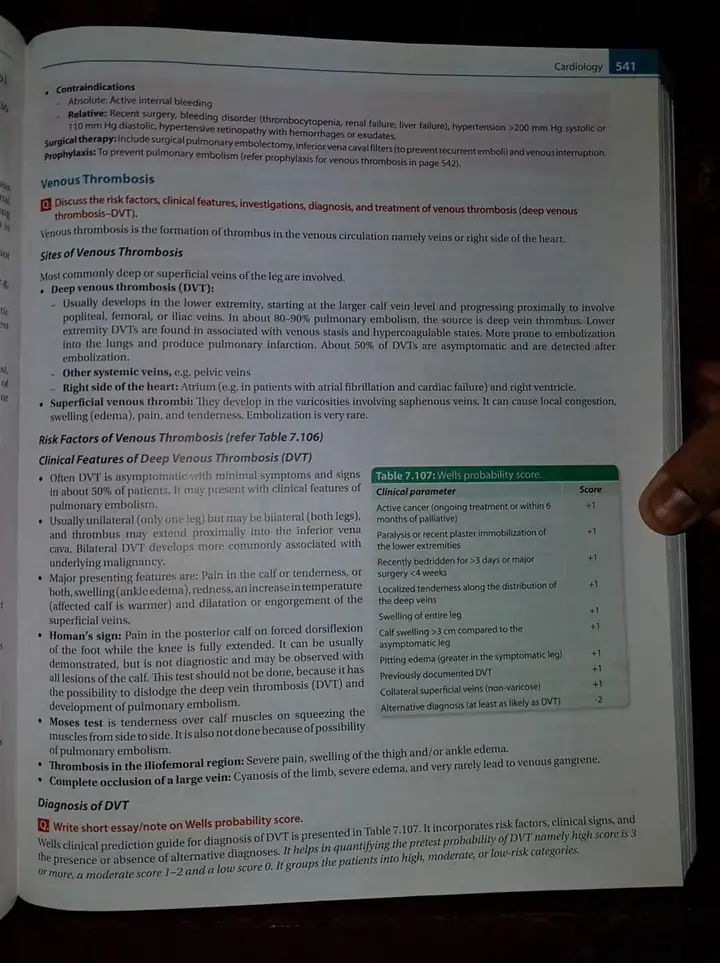 Cardiology 541
• Contraindications
- Absolute: Active internal bleeding
- Relative: Recent surgery, bleeding disorder (thrombocytopenia, renal failure, liver failure), hypertension >200 mm Hg systolic or
110 mm Hg diastolic, hypertensive retinopathy with hemorrhages or exudates.
Surgical therapy: Include surgical pulmonary embolectomy, inferior vena caval filters (to prevent recurrent emboli) and venous interruption.
Prophylaxis: To prevent pulmonary embolism (refer prophylaxis for venous thrombosis in page 542).
Venous Thrombosis
Q. Discuss the risk factors, clinical features, investigations, diagnosis, and treatment of venous thrombosis (deep venous
thrombosis–DVT).
Venous thrombosis is the formation of thrombus in the venous circulation namely veins or right side of the heart.
Sites of Venous Thrombosis
Most commonly deep or superficial veins of the leg are involved.
• Deep venous thrombosis (DVT):
- Usually develops in the lower extremity, starting at the larger calf vein level and progressing proximally to involve
popliteal, femoral, or iliac veins. In about 80–90% pulmonary embolism, the source is deep vein thrombus. Lower
extremity DVTs are found in associated with venous stasis and hypercoagulable states. More prone to embolization
into the lungs and produce pulmonary infarction. About 50% of DVTs are asymptomatic and are detected after
embolization.
- Other systemic veins, e.g. pelvic veins
- Right side of the heart: Atrium (e.g. in patients with atrial fibrillation and cardiac failure) and right ventricle.
• Superficial venous thrombi: They develop in the varicosities involving saphenous veins. It can cause local congestion,
swelling (edema), pain, and tenderness. Embolization is very rare.
Risk Factors of Venous Thrombosis (refer Table 7.106)
Clinical Features of Deep Venous Thrombosis (DVT)
• Often DVT is asymptomatic with minimal symptoms and signs
in about 50% of patients. It may present with clinical features of
pulmonary embolism.
• Usually unilateral (only one leg) but may be bilateral (both legs),
and thrombus may extend proximally into the inferior vena
cava. Bilateral DVT develops more commonly associated with
underlying malignancy.
• Major presenting features are: Pain in the calf or tenderness, or
both, swelling (ankle edema), redness, an increase in temperature
(affected calf is warmer) and dilatation or engorgement of the
superficial veins.
• Homan's sign: Pain in the posterior calf on forced dorsiflexion
of the foot while the knee is fully extended. It can be usually
demonstrated, but is not diagnostic and may be observed with
all lesions of the calf. This test should not be done, because it has
the possibility to dislodge the deep vein thrombosis (DVT) and
development of pulmonary embolism.
• Moses test is tenderness over calf muscles on squeezing the
muscles from side to side. It is also not done because of possibility
of pulmonary embolism.
• Thrombosis in the iliofemoral region: Severe pain, swelling of the thigh and/or ankle edema.
• Complete occlusion of a large vein: Cyanosis of the limb, severe edema, and very rarely lead to venous gangrene.
Table 7.107: Wells probability score.
Clinical parameter Score
Active cancer (ongoing treatment or within 6 +1
months of palliative)
Paralysis or recent plaster immobilization of +1
the lower extremities
Recently bedridden for >3 days or major +1
surgery <4 weeks
Localized tenderness along the distribution of +1
the deep veins
Swelling of entire leg +1
Calf swelling >3 cm compared to the +1
asymptomatic leg
Pitting edema (greater in the symptomatic leg) +1
Previously documented DVT +1
Collateral superficial veins (non-varicose) +1
Alternative diagnosis (at least as likely as DVT) -2
Diagnosis of DVT
Q. Write short essay/note on Wells probability score.
Wells clinical prediction guide for diagnosis of DVT is presented in Table 7.107. It incorporates risk factors, clinical signs, and
the presence or absence of alternative diagnoses. It helps in quantifying the pretest probability of DVT namely high score is 3
or more, a moderate score 1–2 and a low score 0. It groups the patients into high, moderate, or low-risk categories.